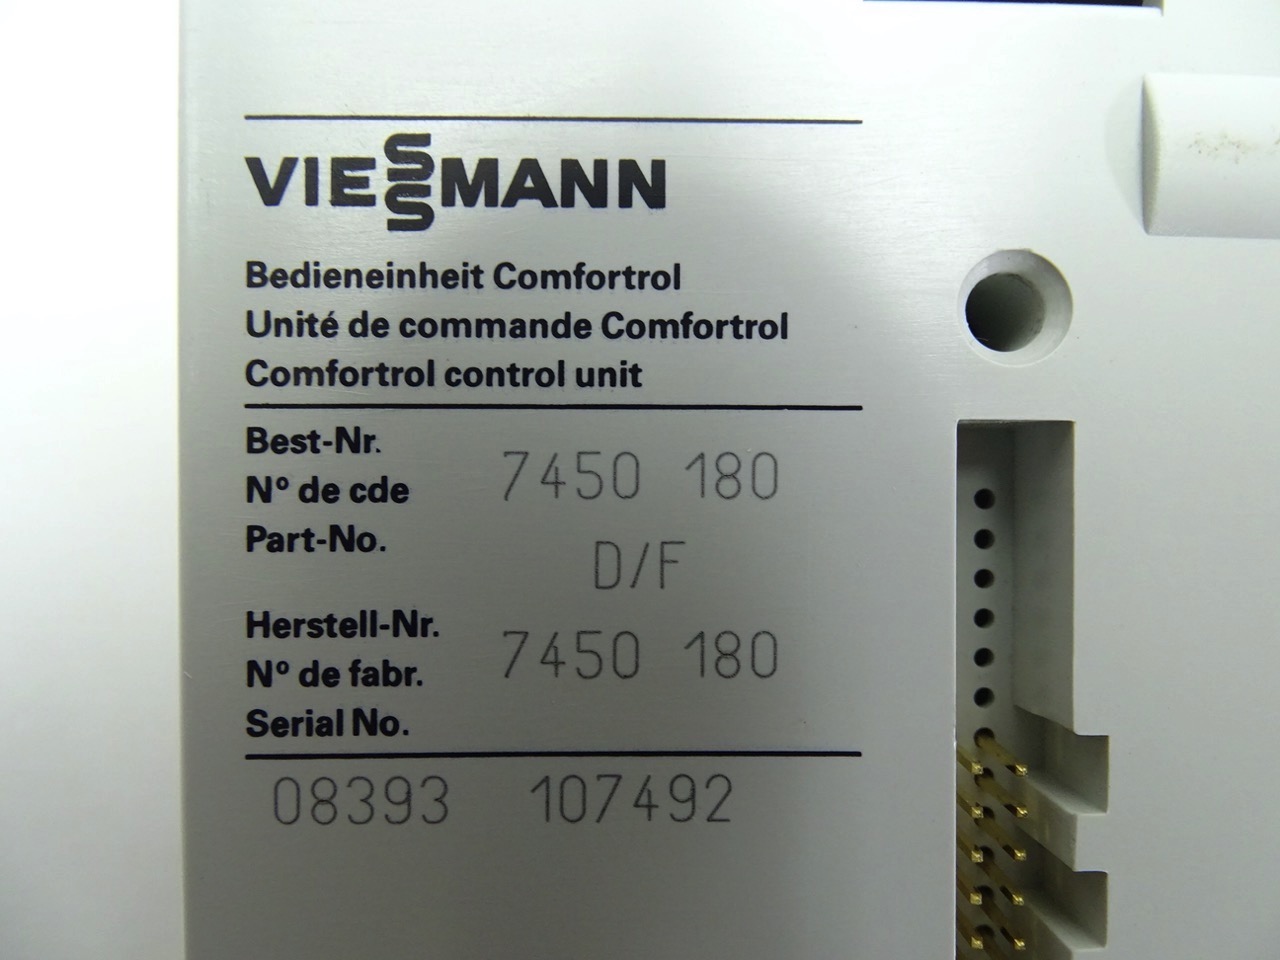 VIESSMANN
Bedieneinheit Comfortrol
Unité de commande Comfortrol
Comfortrol control unit
Best-Nr.
N° de cde 7450 180
Part-No.
D/F
Herstell-Nr.
N° de fabr. 7450 180
Serial No.
08393 107492